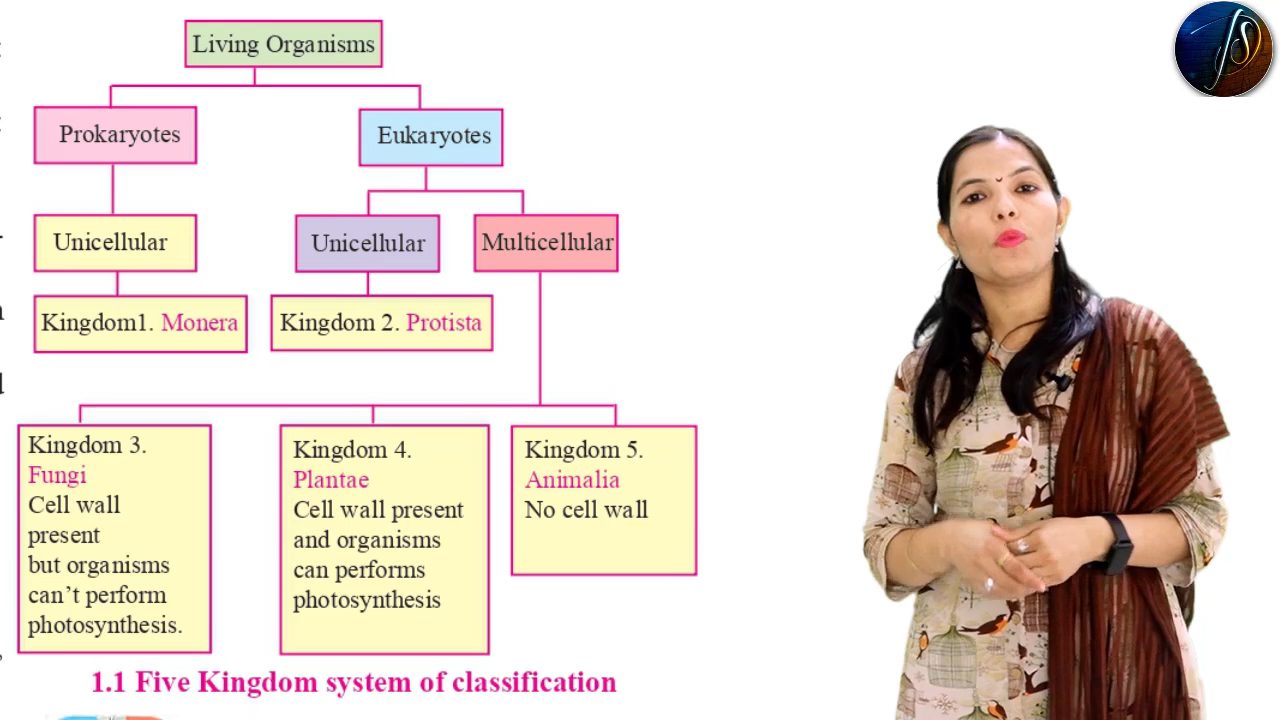 Living Organisms
Prokaryotes
Eukaryotes
Unicellular
Unicellular
Multicellular
Kingdom1. Monera
Kingdom 2. Protista
Kingdom 3.
Fungi
Cell wall
present
but organisms
can't perform
photosynthesis.
Kingdom 4.
Plantae
Cell wall present
and organisms
can performs
photosynthesis
Kingdom 5.
Animalia
No cell wall
1.1 Five Kingdom system of classification